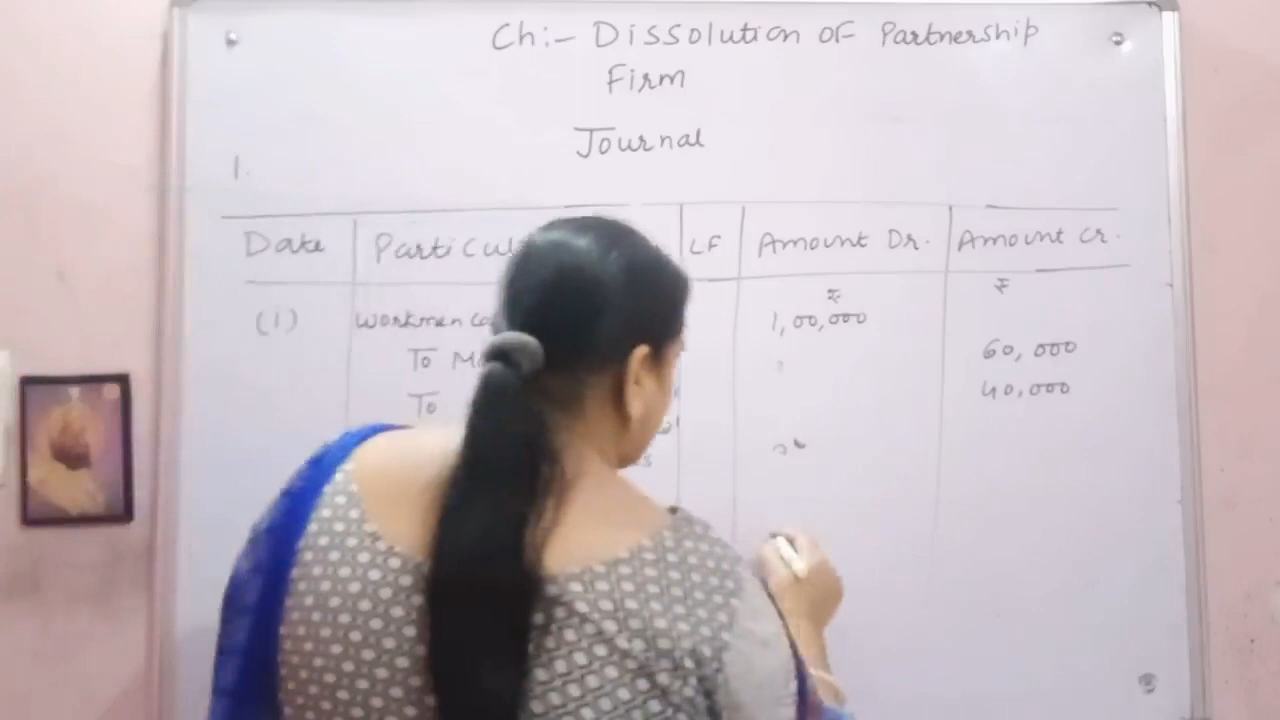 Ch:- Dissolution of Partnership
Firm
Journal
1.
Date LF Amount Dr. Amount Cr.
₹ ₹
(1) Workmen 1,00,000
To 60,000
To 40,000